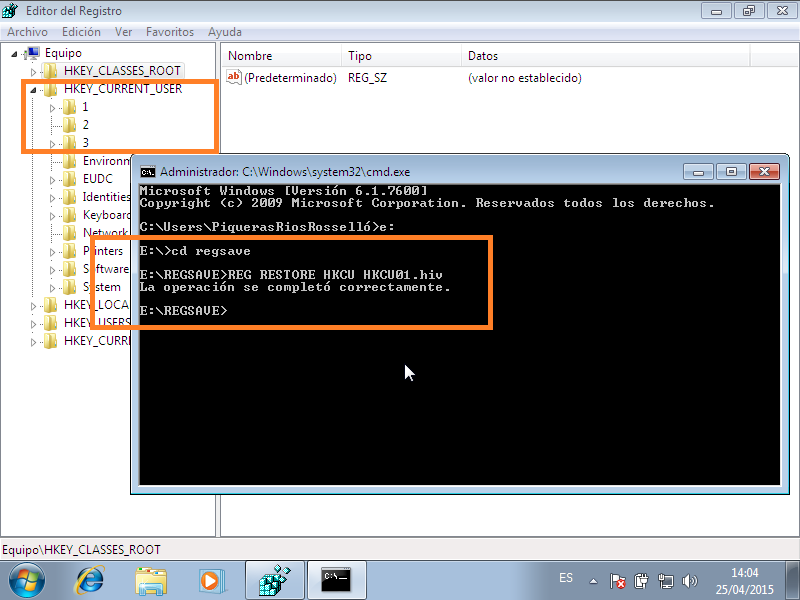 Editor del Registro
Archivo Edición Ver Favoritos Ayuda
Equipo
HKEY_CLASSES_ROOT
HKEY_CURRENT_USER
1
2
3
Environm
EUDC
Identities
Keyboard
Network
Printers
Software
System
HKEY_LOCA
HKEY_USERS
HKEY_CURRE
Nombre Tipo Datos
ab (Predeterminado) REG_SZ (valor no establecido)
C:\. Administrador: C:\Windows\system32\cmd.exe
Microsoft Windows [Versión 6.1.7600]
Copyright (c) 2009 Microsoft Corporation. Reservados todos los derechos.
C:\Users\PiquerasRiosRosselló>e:
E:\>cd regsave
E:\REGSAVE>REG RESTORE HKCU HKCU01.hiv
La operación se completó correctamente.
E:\REGSAVE>
Equipo\HKEY_CLASSES_ROOT
C:\
ES
14:04
25/04/2015